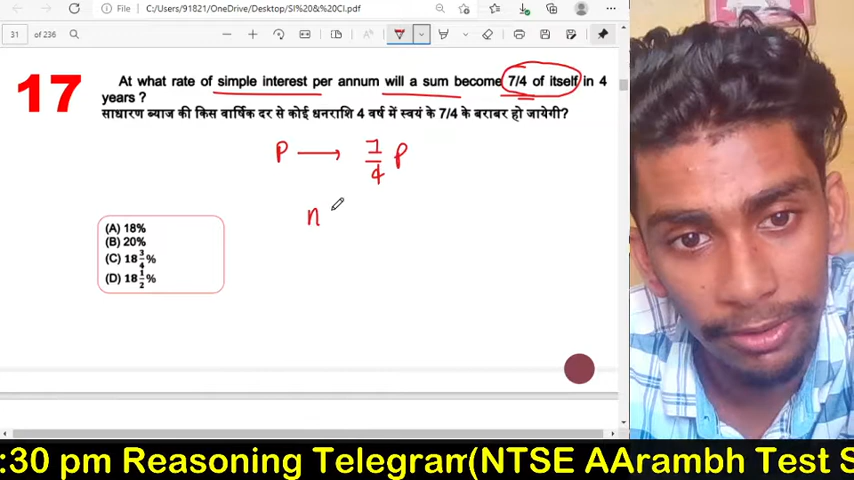 File
C:/Users/91821/OneDrive/Desktop/SI%20&%20CI.pdf
31 of 236
17
At what rate of simple interest per annum will a sum become 7/4 of itself in 4
years ?
साधारण ब्याज की किस वार्षिक दर से कोई धनराशि 4 वर्ष में स्वयं के 7/4 के बराबर हो जायेगी?
P → 7/4 P
n
(A) 18%
(B) 20%
(C) 18 3/4 %
(D) 18 1/2 %
:30 pm Reasoning Telegram(NTSE AArambh Test S